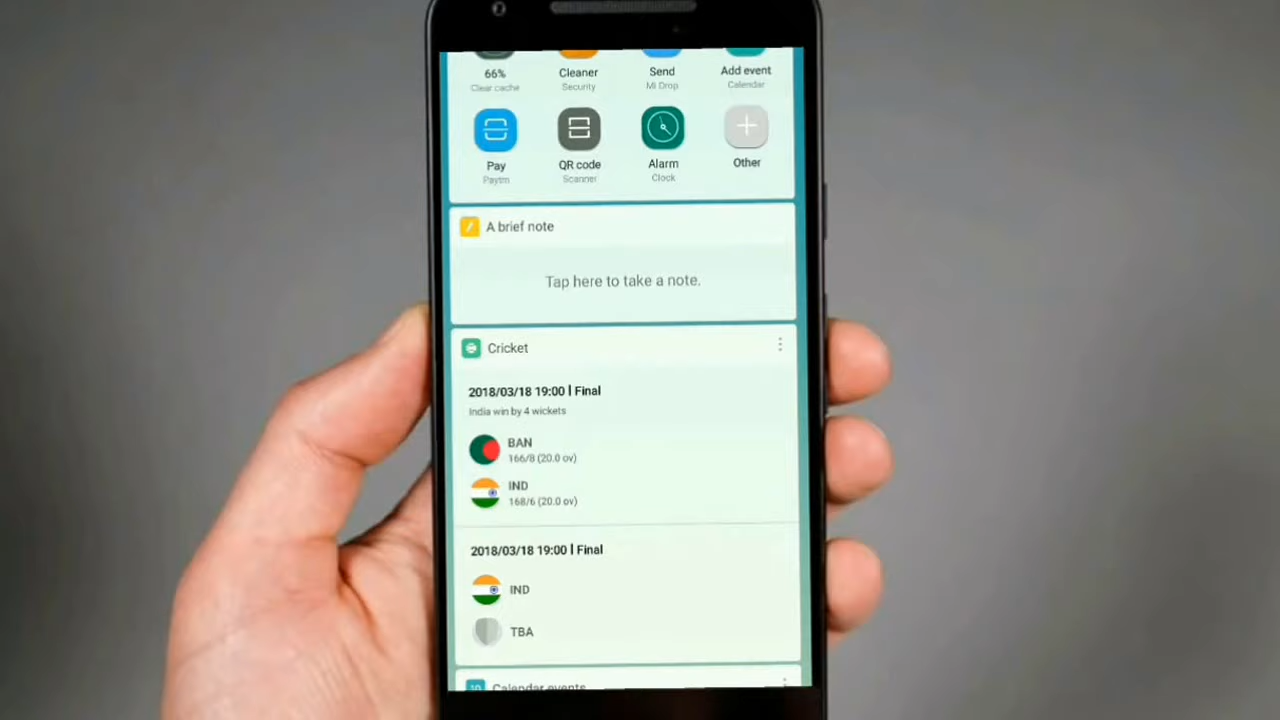 66%
Clear cache
Cleaner
Security
Send
Mi Drop
Add event
Calendar
Pay
Paytm
QR code
Scanner
Alarm
Clock
Other
A brief note
Tap here to take a note.
Cricket
2018/03/18 19:00 | Final
India win by 4 wickets
BAN
166/8 (20.0 ov)
IND
168/6 (20.0 ov)
2018/03/18 19:00 | Final
IND
TBA
10 Calendar events